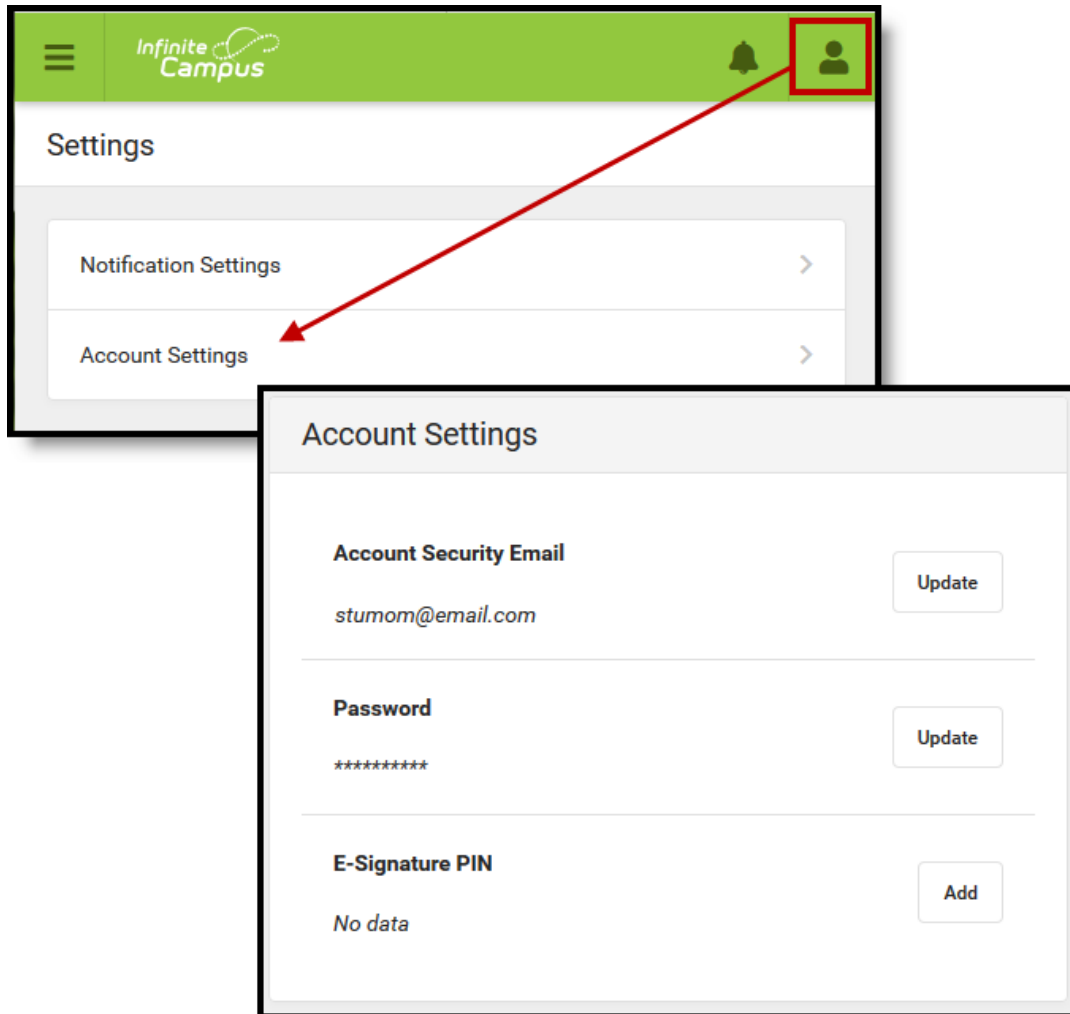 Infinite
Campus
Settings
Notification Settings
Account Settings
Account Settings
Account Security Email
Update
stumom@email.com
Password
Update
**********
E-Signature PIN
Add
No data